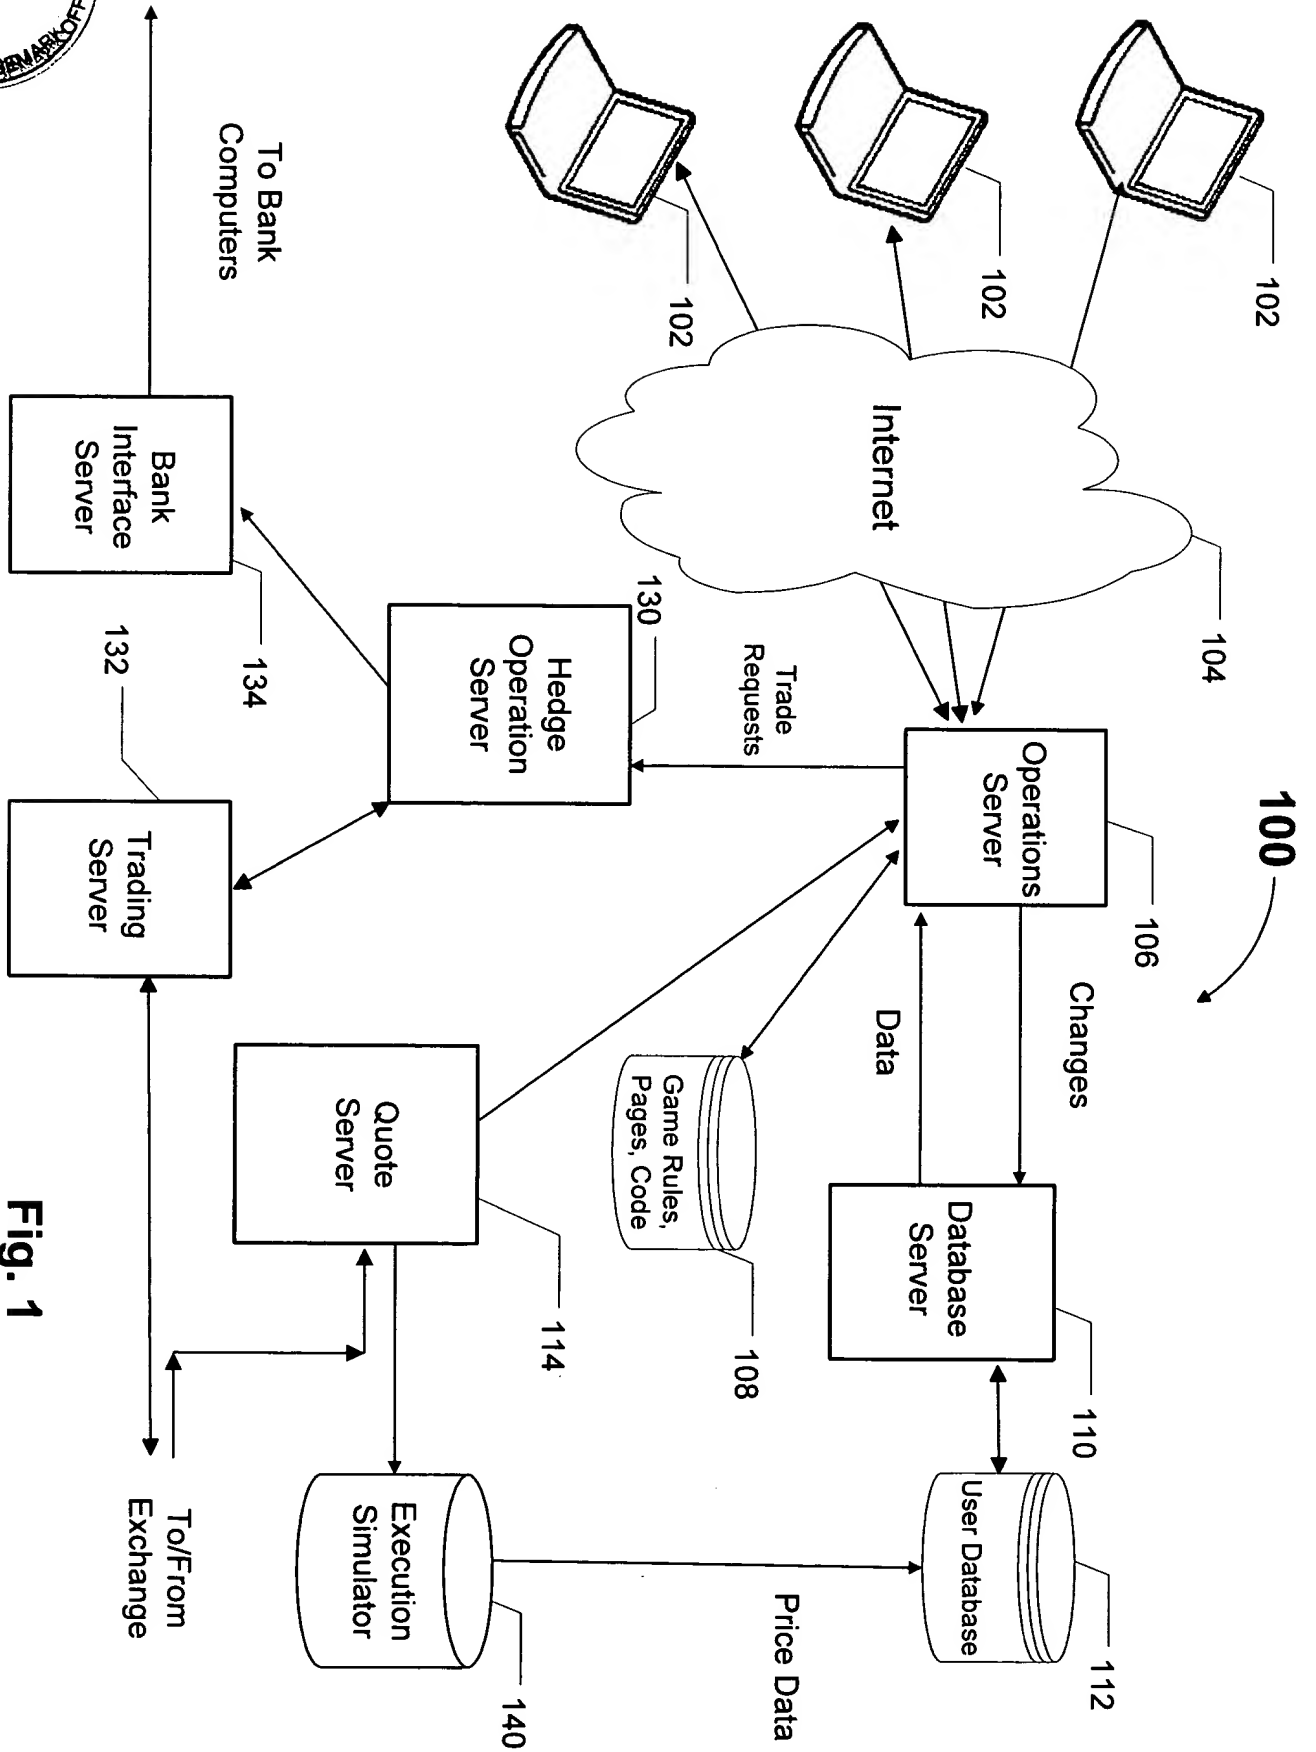 100
102
102
102
Internet
104
Operations
Server
106
Changes
Data
Database
Server
110
User Database
112
Trade
Requests
Game Rules,
Pages, Code
108
Price Data
130
Hedge
Operation
Server
Quote
Server
114
Execution
Simulator
140
To Bank
Computers
Bank
Interface
Server
134
132
Trading
Server
To/From
Exchange
Fig. 1